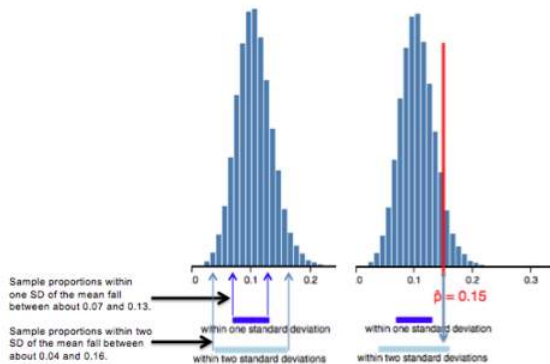 0
0.1
0.2
0
0.1
0.3
p̂ = 0.15
Sample proportions within
one SD of the mean fall
between about 0.07 and 0.13.
within one standard deviation
within one standard deviation
Sample proportions within two
SD of the mean fall between
about 0.04 and 0.16.
within two standard deviations
within two standard deviations